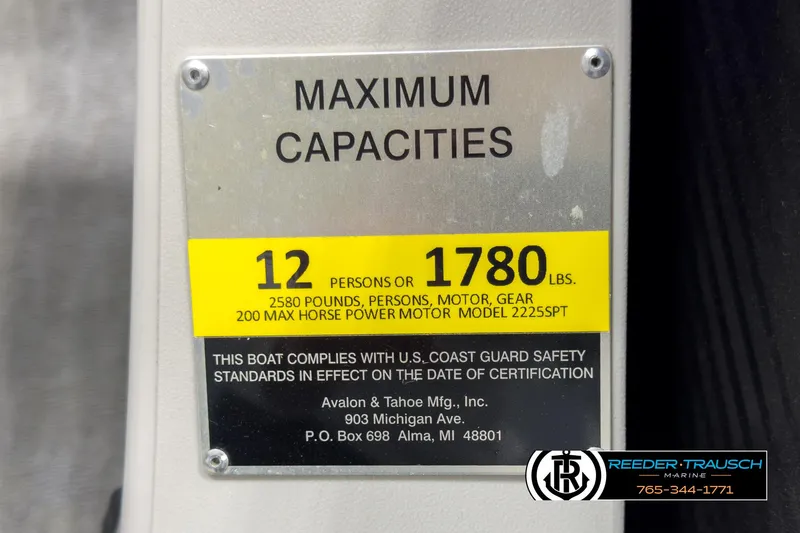 MAXIMUM
CAPACITIES
12 PERSONS OR 1780 LBS.
2580 POUNDS, PERSONS, MOTOR, GEAR
200 MAX HORSE POWER MOTOR MODEL 2225SPT
THIS BOAT COMPLIES WITH U.S. COAST GUARD SAFETY
STANDARDS IN EFFECT ON THE DATE OF CERTIFICATION
Avalon & Tahoe Mfg., Inc.
903 Michigan Ave.
P.O. Box 698 Alma, MI 48801
RT
REEDER·TRAUSCH
MARINE
765-344-1771